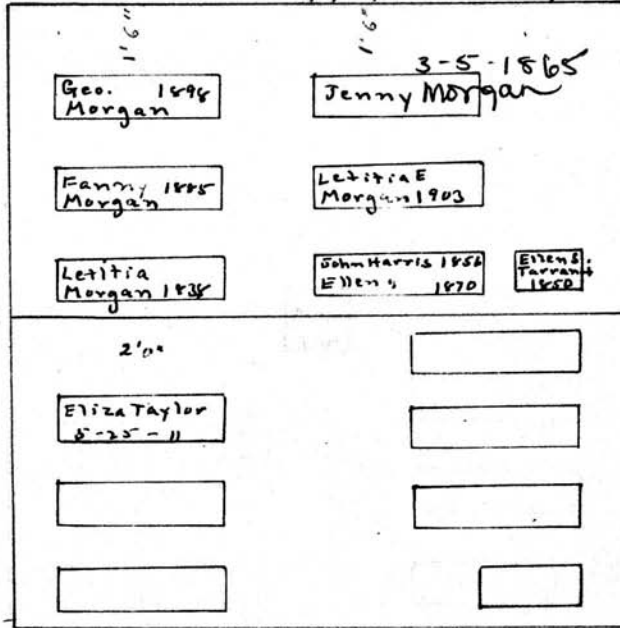 1'6"
1'6"
3-5-1865
Geo. 1898
Morgan
Jenny Morgan
Fanny 1885
Morgan
Letitia E
Morgan 1903
Letitia
Morgan 1838
John Harris 1856
Ellen " 1870
Ellen S.
Tarrant
1850
2'0"
Eliza Taylor
5-25-11